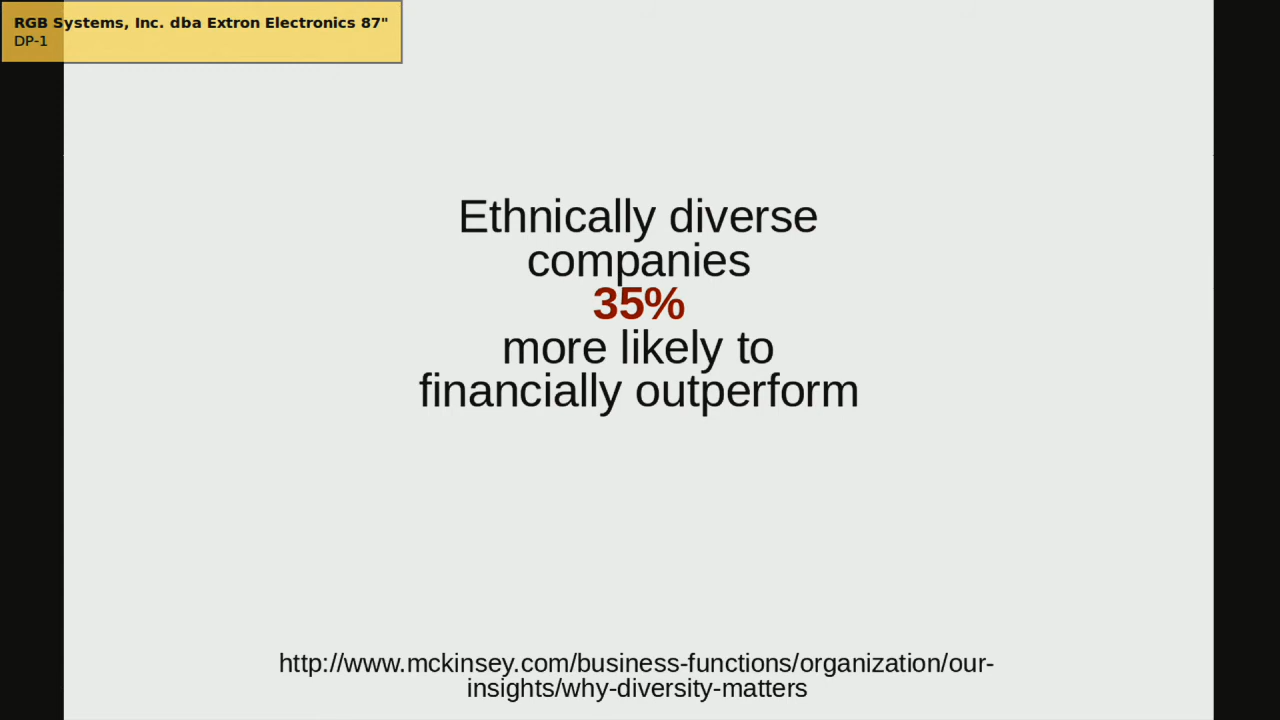 RGB Systems, Inc. dba Extron Electronics 87"
DP-1
Ethnically diverse
companies
35%
more likely to
financially outperform
http://www.mckinsey.com/business-functions/organization/our-
insights/why-diversity-matters